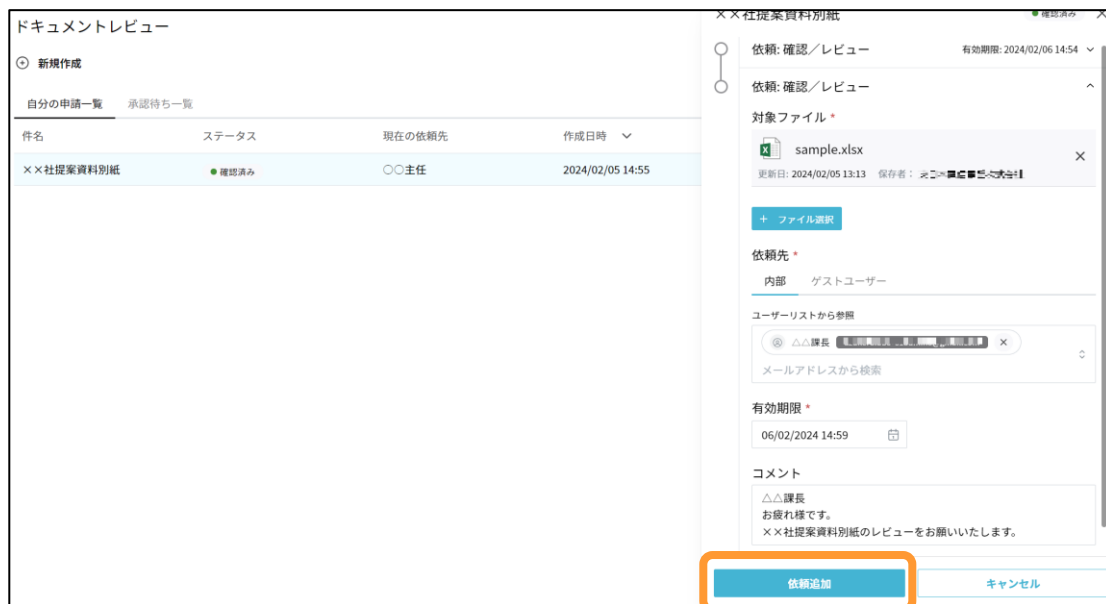 ドキュメントレビュー
新規作成
自分の申請一覧 承認待ち一覧
件名 ステータス 現在の依頼先 作成日時
××社提案資料別紙 確認済み 〇〇主任 2024/02/05 14:55
××社提案資料別紙 確認済み
依頼: 確認／レビュー 有効期限: 2024/02/06 14:54
依頼: 確認／レビュー
対象ファイル *
sample.xlsx
更新日: 2024/02/05 13:13 保存者：
+ ファイル選択
依頼先 *
内部 ゲストユーザー
ユーザーリストから参照
△△課長
メールアドレスから検索
有効期限 *
06/02/2024 14:59
コメント
△△課長
お疲れ様です。
××社提案資料別紙のレビューをお願いいたします。
依頼追加 キャンセル